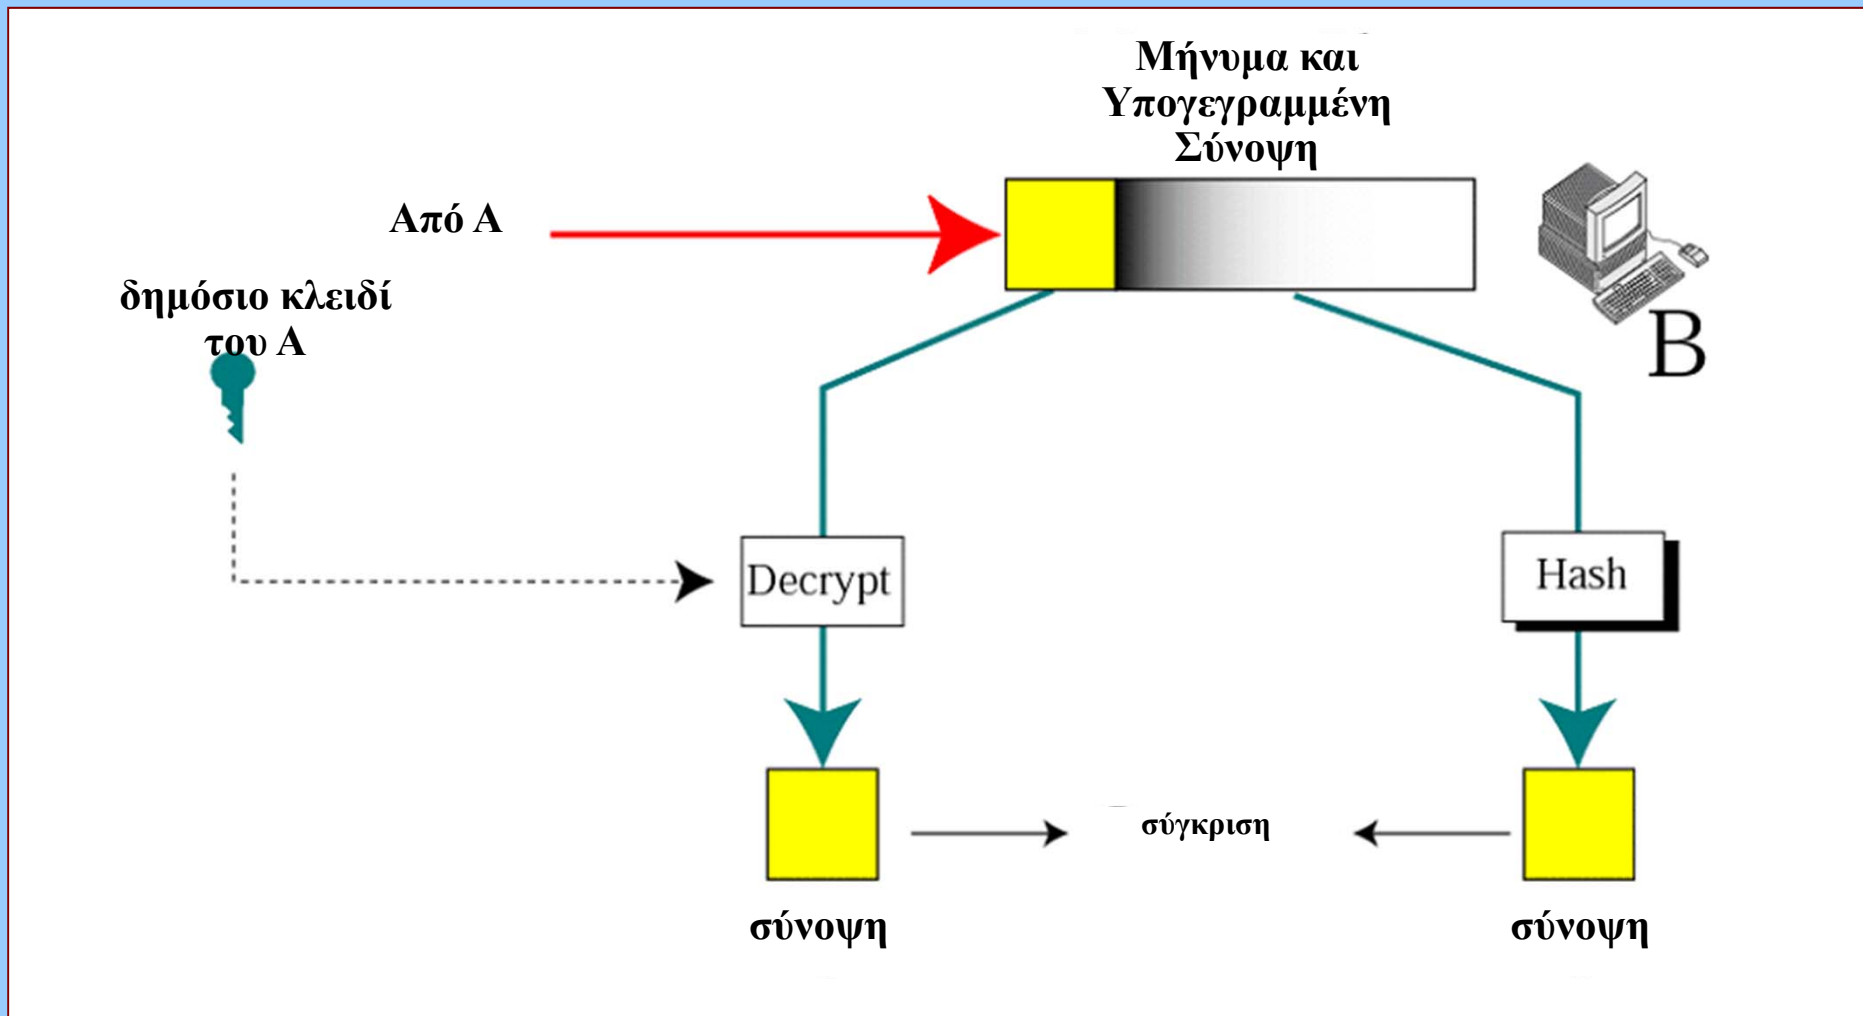 Μήνυμα και
Υπογεγραμμένη
Σύνοψη
Από Α
δημόσιο κλειδί
του Α
B
Decrypt
Hash
σύγκριση
σύνοψη
σύνοψη